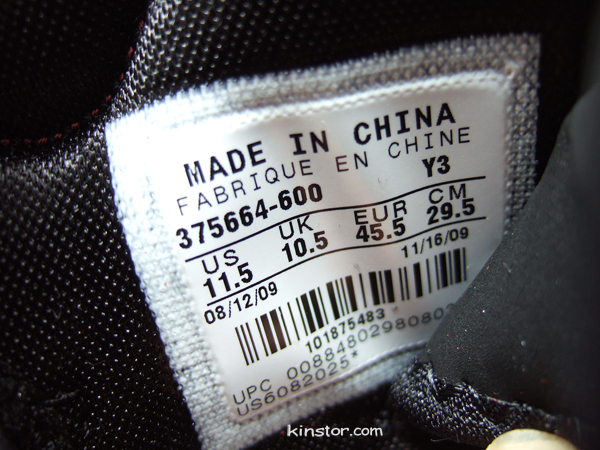 MADE IN CHINA
FABRIQUE EN CHINE
375664-600 Y3
US UK EUR CM
11.5 10.5 45.5 29.5
08/12/09 11/16/09
101875483
UPC 0088480298080
US6082025*
kinstor.com